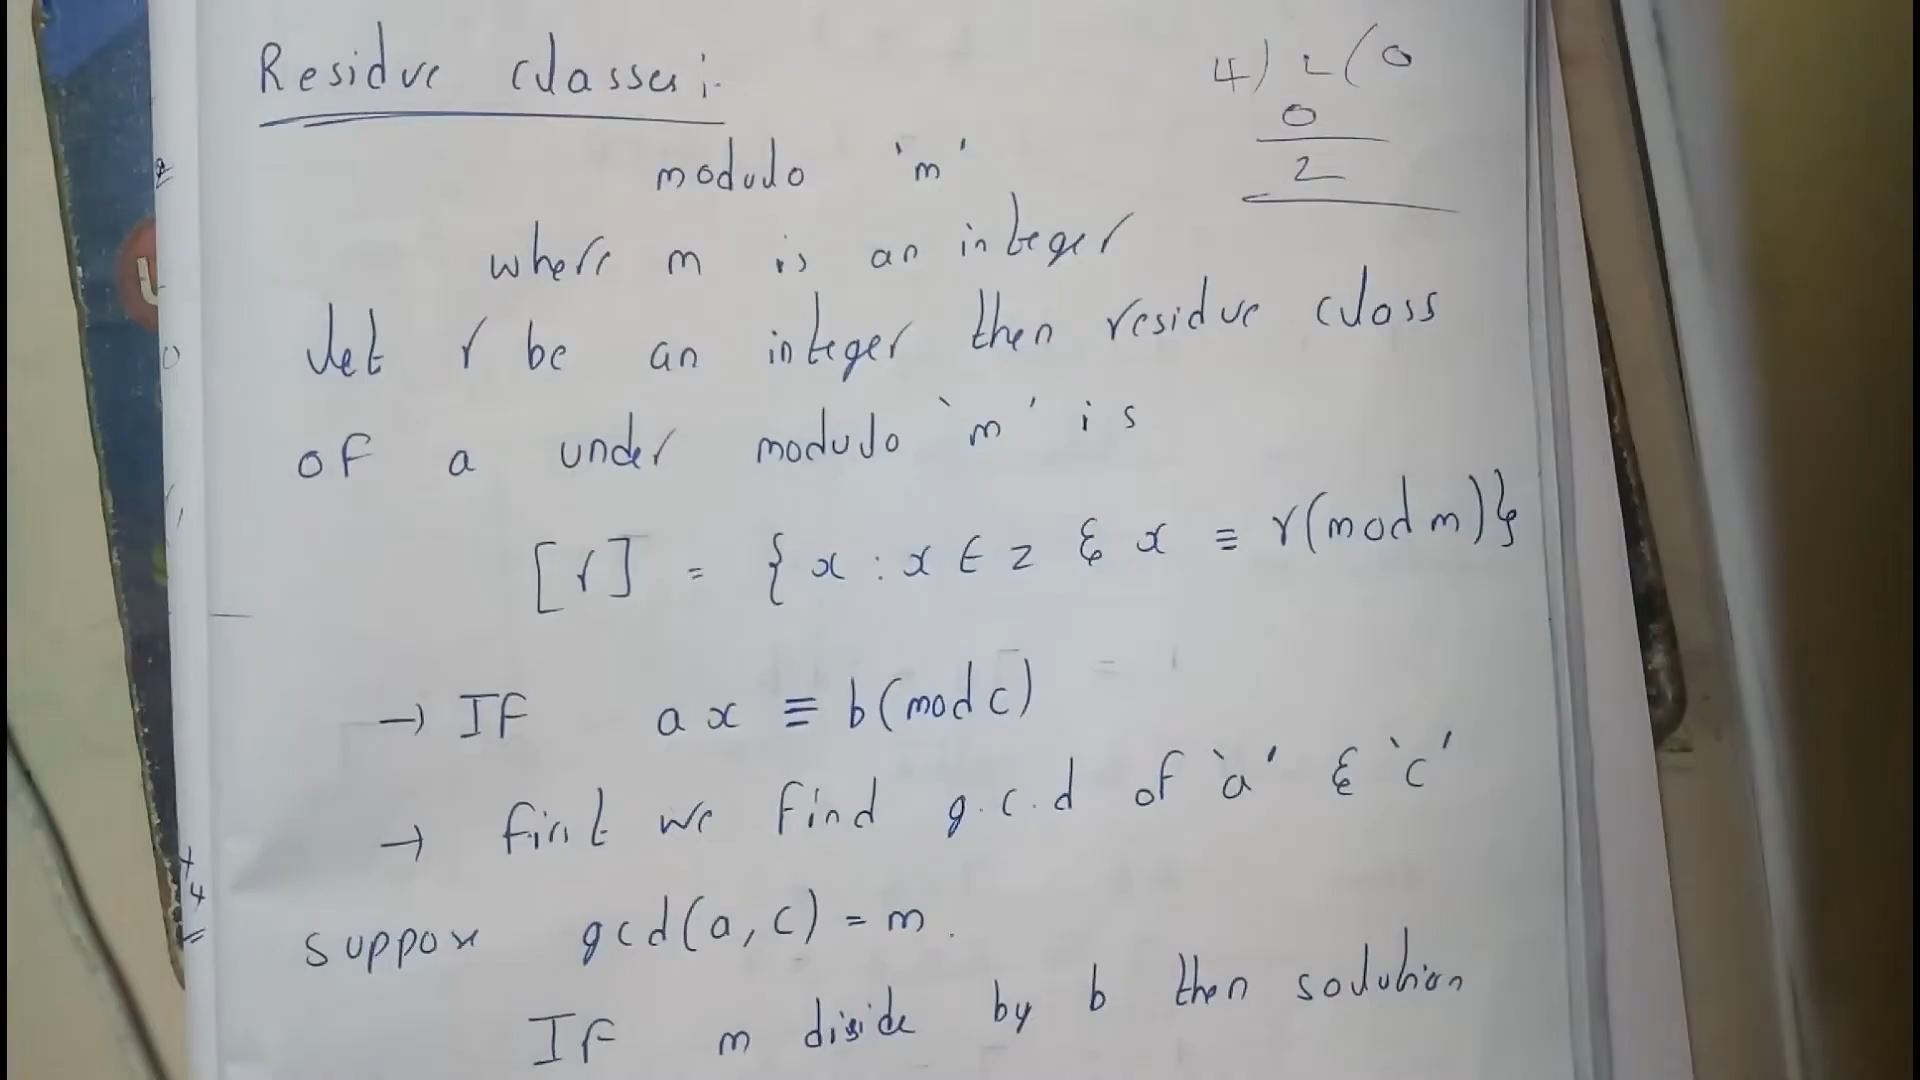 Residue classes:-
4) 2 ( 0
0
2
modulo 'm'
where m is an integer
let r be an integer then residue class
of a under modulo 'm' is
[r] = { x : x ∈ z & x ≡ r(mod m)}
→ If ax ≡ b(mod c)
→ first we find g.c.d of 'a' & 'c'
suppose gcd(a, c) = m.
If m divide by b then solution